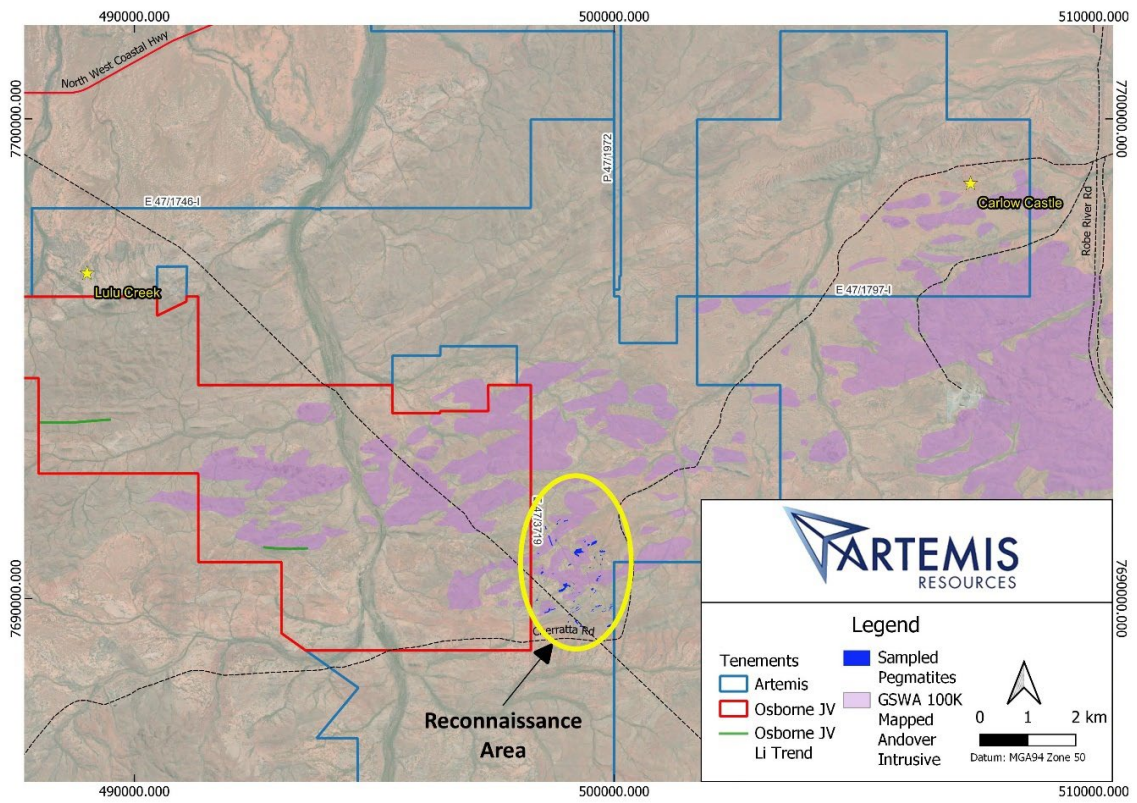 490000.000
500000.000
510000.000
North West Coastal Hwy
7700000.000
7700000.000
P 47/1972
E 47/1746-I
Carlow Castle
Robe River Rd
Lulu Creek
E 47/1797-I
E 47/3719
Cherratta Rd
7690000.000
7690000.000
Reconnaissance
Area
ARTEMIS
RESOURCES
Legend
Tenements
Artemis
Osborne JV
Osborne JV
Li Trend
Sampled
Pegmatites
GSWA 100K
Mapped
Andover
Intrusive
0 1 2 km
Datum: MGA94 Zone 50
490000.000
500000.000
510000.000